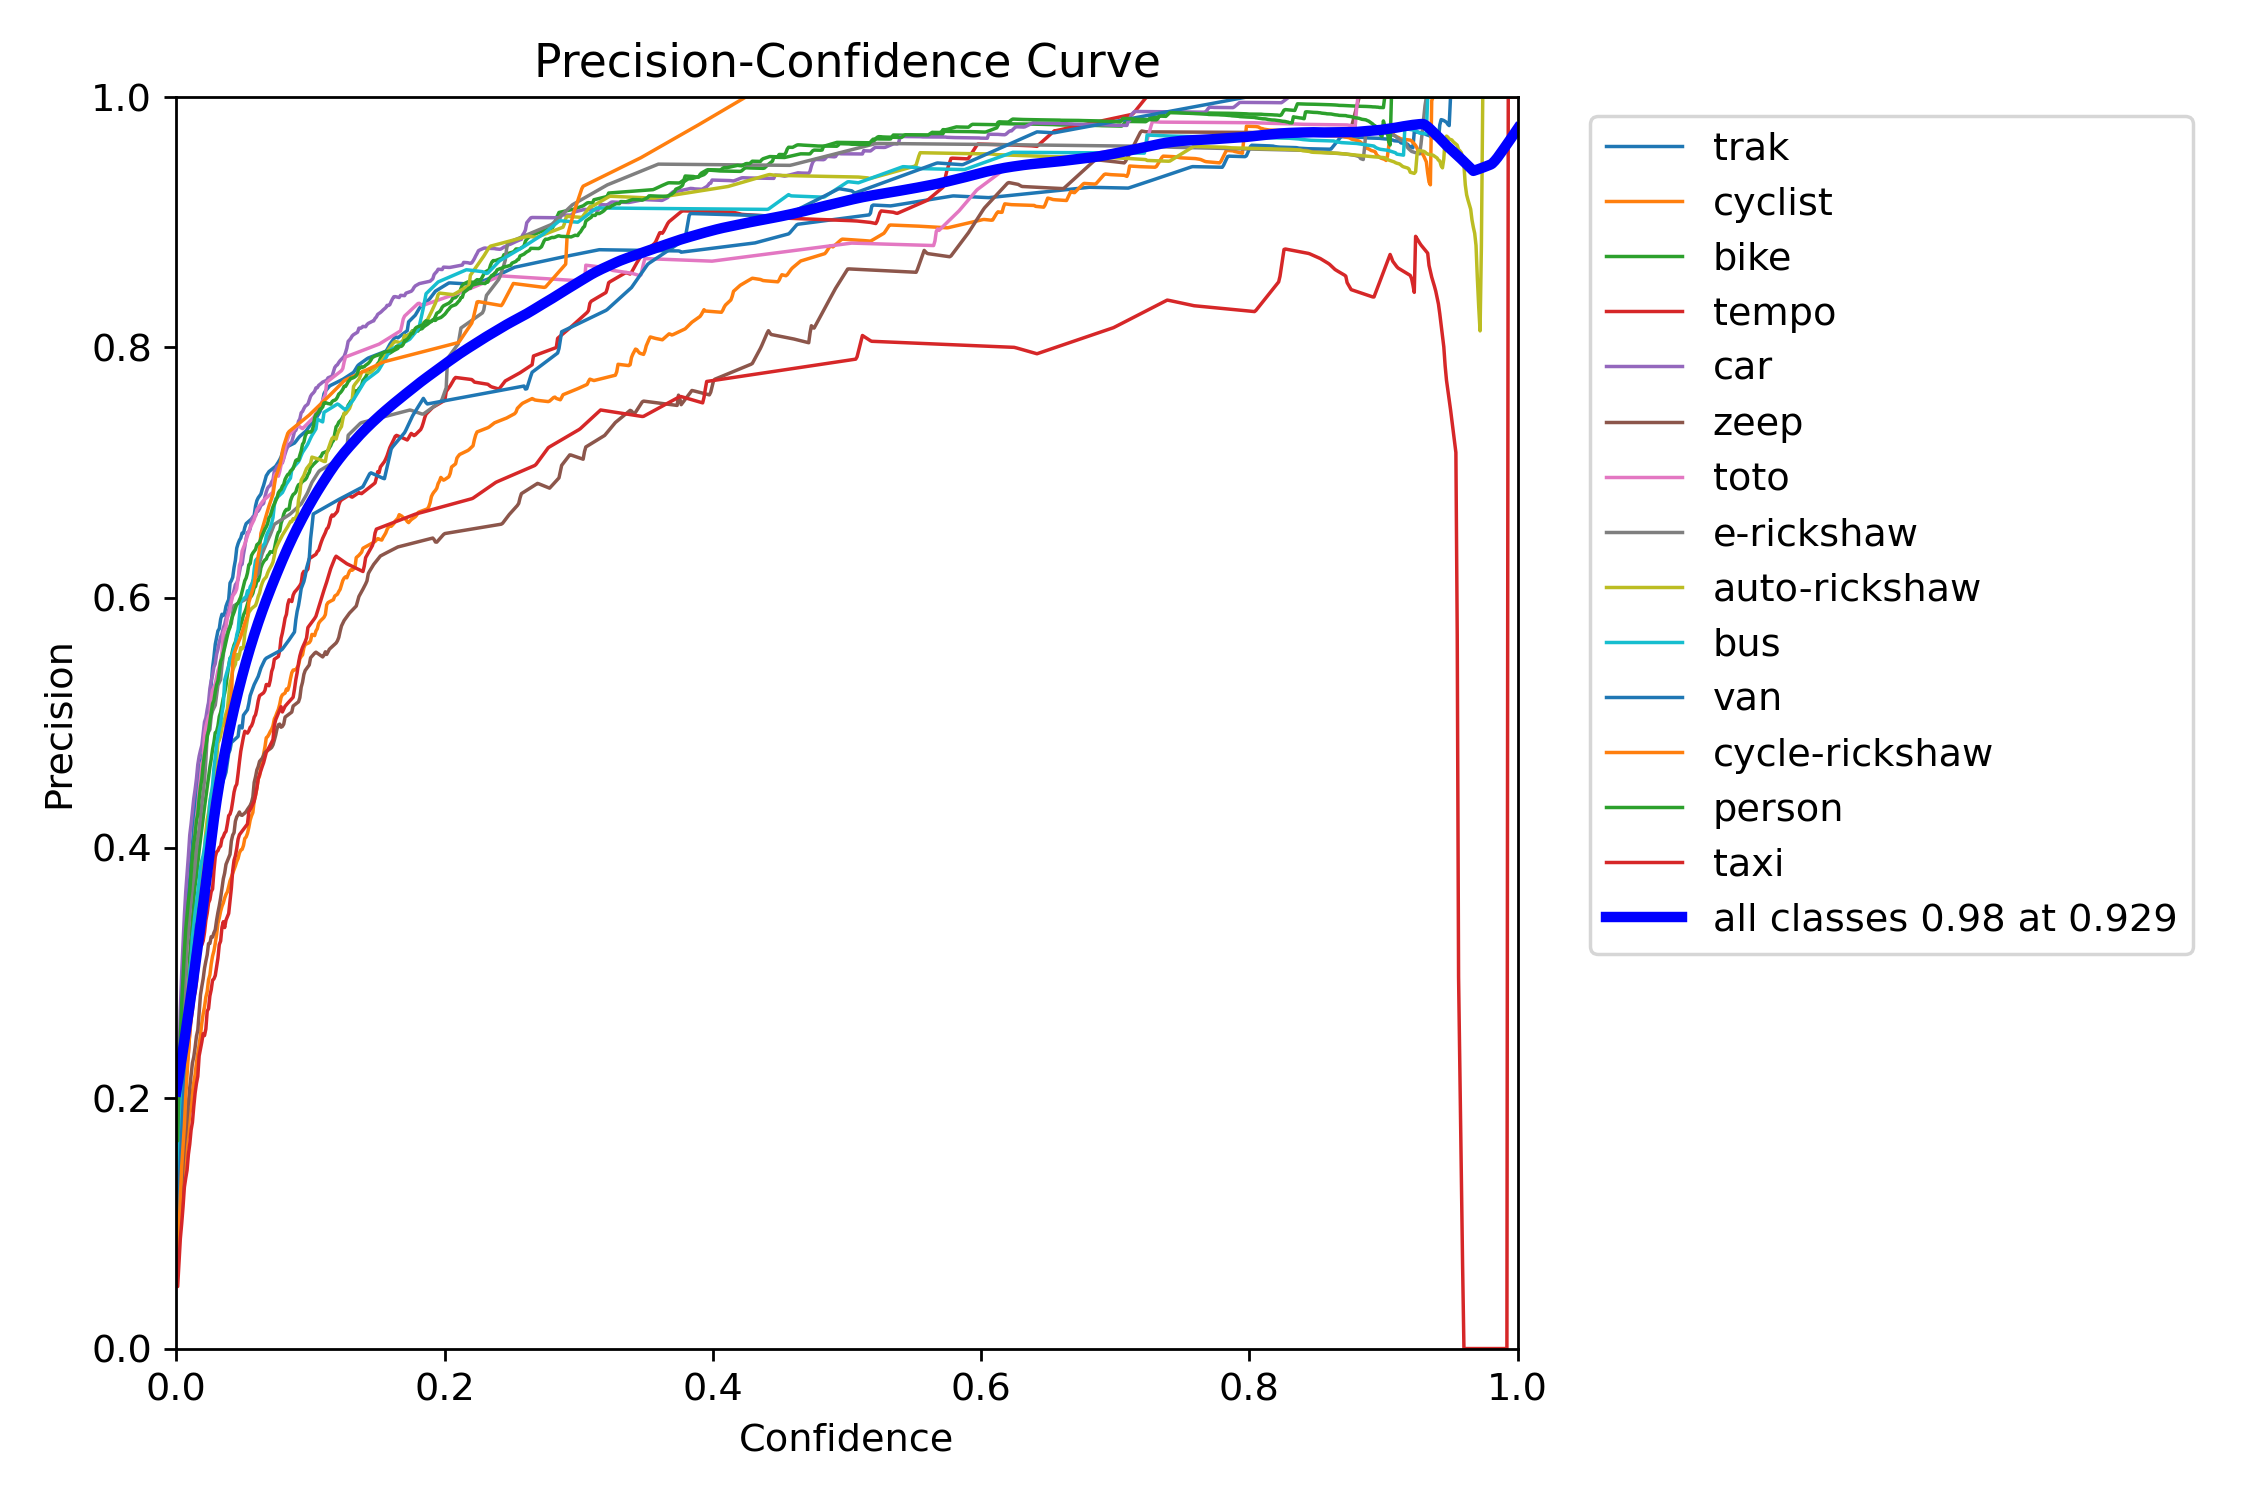 Precision-Confidence Curve
1.0
0.8
0.6
0.4
0.2
0.0
Precision
0.0 0.2 0.4 0.6 0.8 1.0
Confidence
trak
cyclist
bike
tempo
car
zeep
toto
e-rickshaw
auto-rickshaw
bus
van
cycle-rickshaw
person
taxi
all classes 0.98 at 0.929